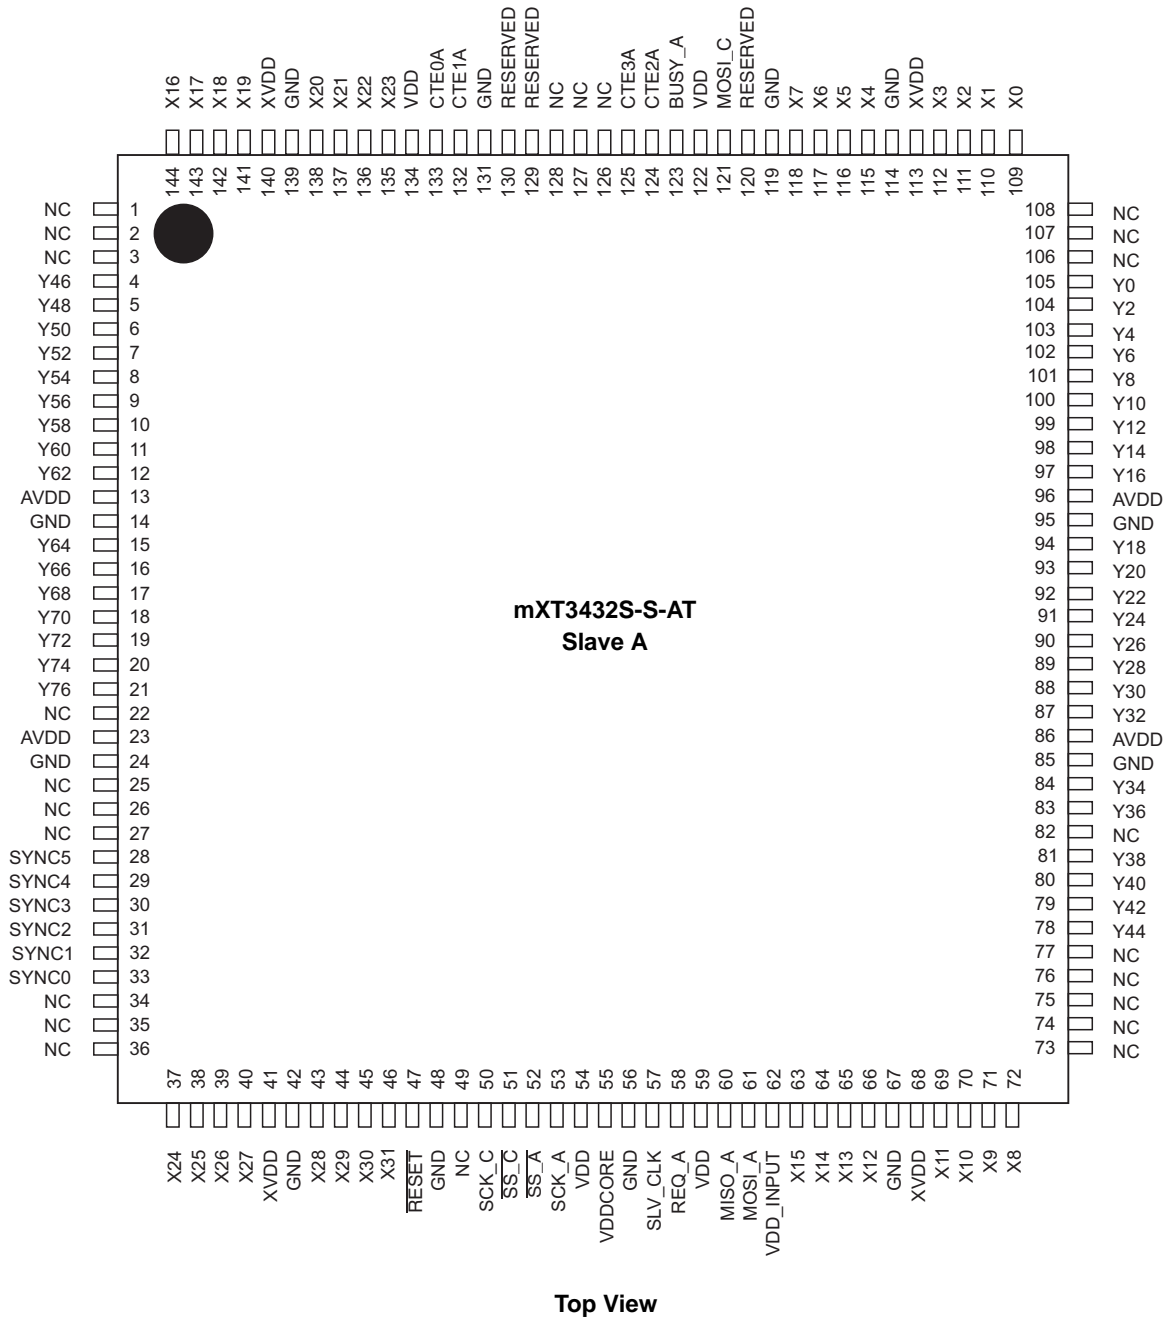 X16 X17 X18 X19 XVDD GND X20 X21 X22 X23 VDD CTE0A CTE1A GND RESERVED RESERVED NC NC NC CTE3A CTE2A BUSY_A VDD MOSI_C RESERVED GND X7 X6 X5 X4 GND XVDD X3 X2 X1 X0
144 143 142 141 140 139 138 137 136 135 134 133 132 131 130 129 128 127 126 125 124 123 122 121 120 119 118 117 116 115 114 113 112 111 110 109
NC 1 108 NC
NC 2 107 NC
NC 3 106 NC
Y46 4 105 Y0
Y48 5 104 Y2
Y50 6 103 Y4
Y52 7 102 Y6
Y54 8 101 Y8
Y56 9 100 Y10
Y58 10 99 Y12
Y60 11 98 Y14
Y62 12 97 Y16
AVDD 13 96 AVDD
GND 14 95 GND
Y64 15 94 Y18
Y66 16 93 Y20
Y68 17 92 Y22
Y70 18 91 Y24
Y72 19 90 Y26
Y74 20 89 Y28
Y76 21 88 Y30
NC 22 87 Y32
AVDD 23 86 AVDD
GND 24 85 GND
NC 25 84 Y34
NC 26 83 Y36
NC 27 82 NC
SYNC5 28 81 Y38
SYNC4 29 80 Y40
SYNC3 30 79 Y42
SYNC2 31 78 Y44
SYNC1 32 77 NC
SYNC0 33 76 NC
NC 34 75 NC
NC 35 74 NC
NC 36 73 NC
mXT3432S-S-AT
Slave A
37 38 39 40 41 42 43 44 45 46 47 48 49 50 51 52 53 54 55 56 57 58 59 60 61 62 63 64 65 66 67 68 69 70 71 72
X24 X25 X26 X27 XVDD GND X28 X29 X30 X31 RESET GND NC SCK_C SS_C SS_A SCK_A VDD VDDCORE GND SLV_CLK REQ_A VDD MISO_A MOSI_A VDD_INPUT X15 X14 X13 X12 GND XVDD X11 X10 X9 X8
Top View